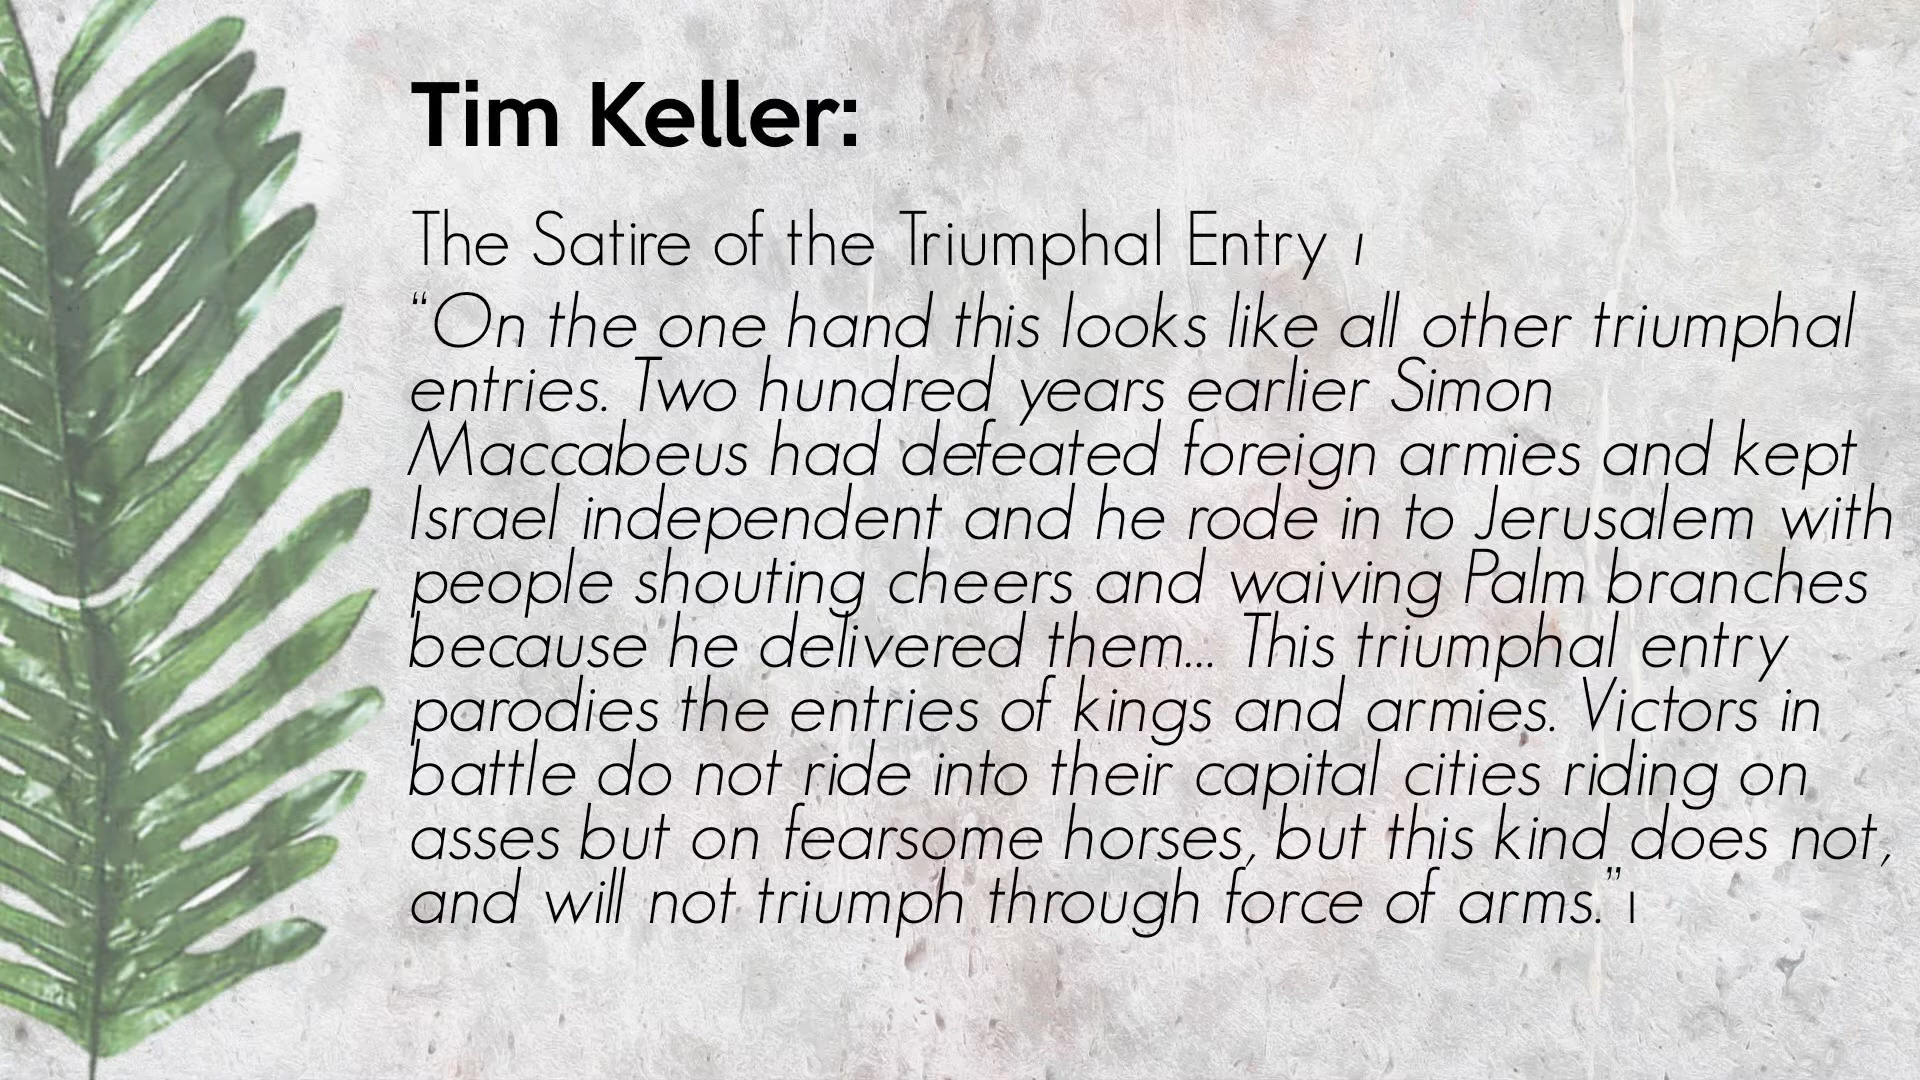 Tim Keller:
The Satire of the Triumphal Entry ı
“On the one hand this looks like all other triumphal
entries. Two hundred years earlier Simon
Maccabeus had defeated foreign armies and kept
Israel independent and he rode in to Jerusalem with
people shouting cheers and waiving Palm branches
because he delivered them... This triumphal entry
parodies the entries of kings and armies. Victors in
battle do not ride into their capital cities riding on
asses but on fearsome horses, but this kind does not,
and will not triumph through force of arms.” ı